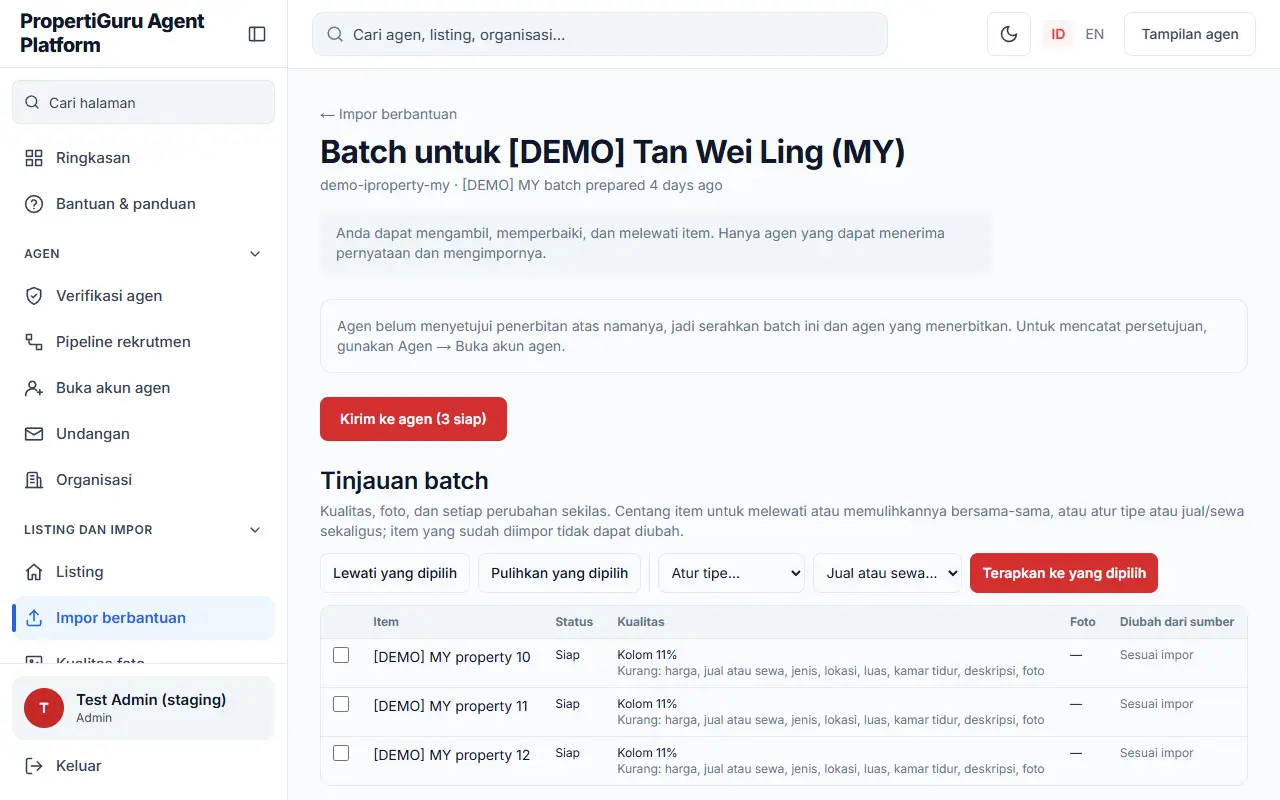 PropertiGuru Agent
Platform
Cari halaman
Ringkasan
Bantuan & panduan
AGEN
Verifikasi agen
Pipeline rekrutmen
Buka akun agen
Undangan
Organisasi
LISTING DAN IMPOR
Listing
Impor berbantuan
Kualitas foto
T
Test Admin (staging)
Admin
Keluar
Cari agen, listing, organisasi...
ID
EN
Tampilan agen
← Impor berbantuan
Batch untuk [DEMO] Tan Wei Ling (MY)
demo-iproperty-my · [DEMO] MY batch prepared 4 days ago
Anda dapat mengambil, memperbaiki, dan melewati item. Hanya agen yang dapat menerima
pernyataan dan mengimpornya.
Agen belum menyetujui penerbitan atas namanya, jadi serahkan batch ini dan agen yang menerbitkan. Untuk mencatat persetujuan,
gunakan Agen → Buka akun agen.
Kirim ke agen (3 siap)
Tinjauan batch
Kualitas, foto, dan setiap perubahan sekilas. Centang item untuk melewati atau memulihkannya bersama-sama, atau atur tipe atau jual/sewa
sekaligus; item yang sudah diimpor tidak dapat diubah.
Lewati yang dipilih
Pulihkan yang dipilih
Atur tipe...
Jual atau sewa...
Terapkan ke yang dipilih
Item Status Kualitas Foto Diubah dari sumber
[DEMO] MY property 10 Siap Kolom 11% — Sesuai impor
Kurang: harga, jual atau sewa, jenis, lokasi, luas, kamar tidur, deskripsi, foto
[DEMO] MY property 11 Siap Kolom 11% — Sesuai impor
Kurang: harga, jual atau sewa, jenis, lokasi, luas, kamar tidur, deskripsi, foto
[DEMO] MY property 12 Siap Kolom 11% — Sesuai impor
Kurang: harga, jual atau sewa, jenis, lokasi, luas, kamar tidur, deskripsi, foto